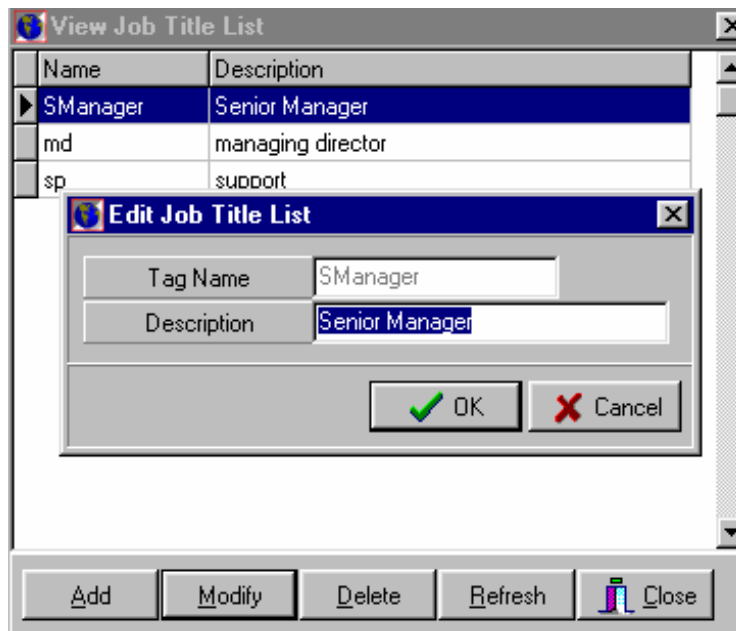 View Job Title List
Name Description
SManager Senior Manager
md managing director
sp support
Edit Job Title List
Tag Name SManager
Description Senior Manager
OK Cancel
Add Modify Delete Refresh Close